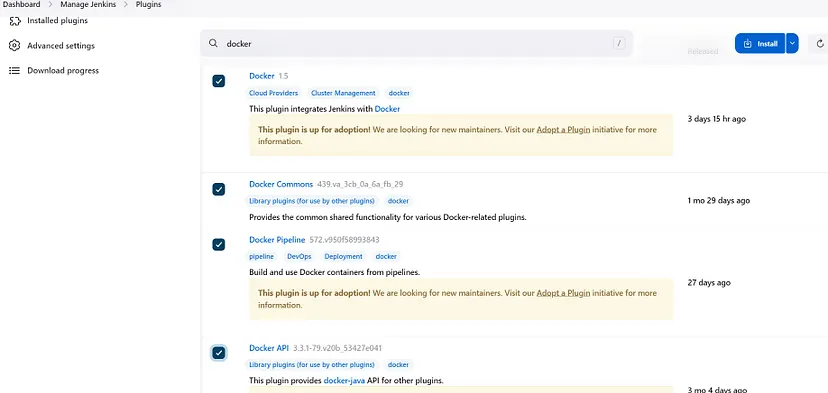 Dashboard > Manage Jenkins > Plugins
Installed plugins
Advanced settings
Download progress
docker /
Released
Install
Docker 1.5
Cloud Providers Cluster Management docker
This plugin integrates Jenkins with Docker
This plugin is up for adoption! We are looking for new maintainers. Visit our Adopt a Plugin initiative for more
information.
3 days 15 hr ago
Docker Commons 439.va_3cb_0a_6a_fb_29
Library plugins (for use by other plugins) docker
Provides the common shared functionality for various Docker-related plugins.
1 mo 29 days ago
Docker Pipeline 572.v950f58993843
pipeline DevOps Deployment docker
Build and use Docker containers from pipelines.
This plugin is up for adoption! We are looking for new maintainers. Visit our Adopt a Plugin initiative for more
information.
27 days ago
Docker API 3.3.1-79.v20b_53427e041
Library plugins (for use by other plugins) docker
This plugin provides docker-java API for other plugins.
3 mo 4 days ago